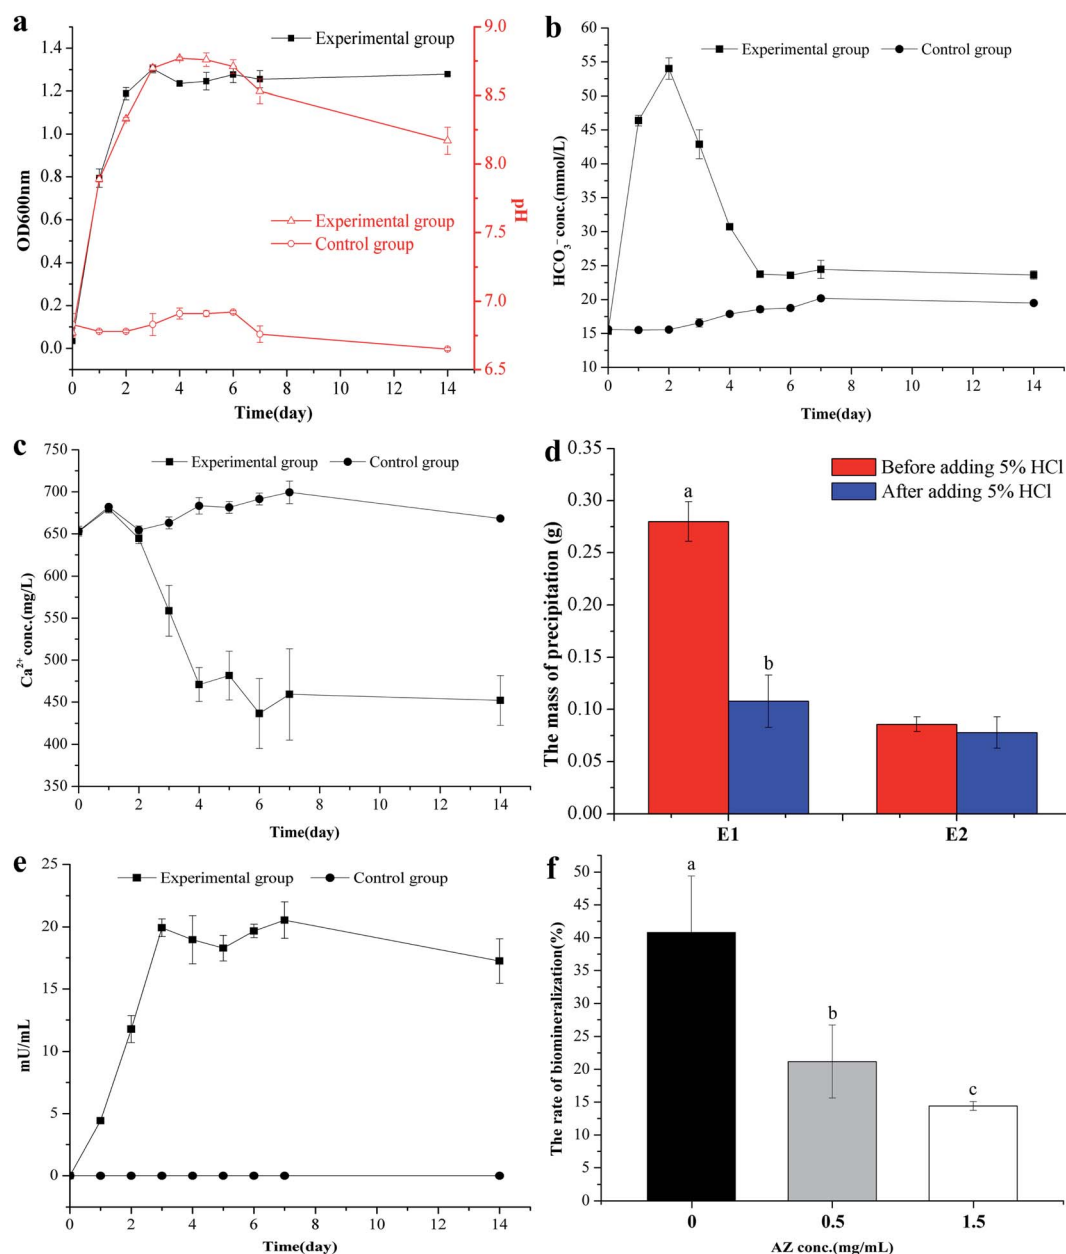 a
Experimental group
Experimental group
Control group
OD600nm
1.4
1.2
1.0
0.8
0.6
0.4
0.2
0.0
9.0
8.5
8.0
7.5
7.0
6.5
pH
0 2 4 6 8 10 12 14
Time(day)
b
Experimental group Control group
HCO₃⁻ conc.(mmol/L)
60
55
50
45
40
35
30
25
20
15
10
0 2 4 6 8 10 12 14
Time(day)
c
Experimental group Control group
Ca²⁺ conc.(mg/L)
750
700
650
600
550
500
450
400
350
0 2 4 6 8 10 12 14
Time(day)
d
Before adding 5% HCl
After adding 5% HCl
The mass of precipitation (g)
0.35
0.30
0.25
0.20
0.15
0.10
0.05
0.00
a
b
E1 E2
e
Experimental group Control group
mU/mL
25
20
15
10
5
0
0 2 4 6 8 10 12 14
Time(day)
f
The rate of biomineralization(%)
50
45
40
35
30
25
20
15
10
5
0
a
b
c
0 0.5 1.5
AZ conc.(mg/mL)